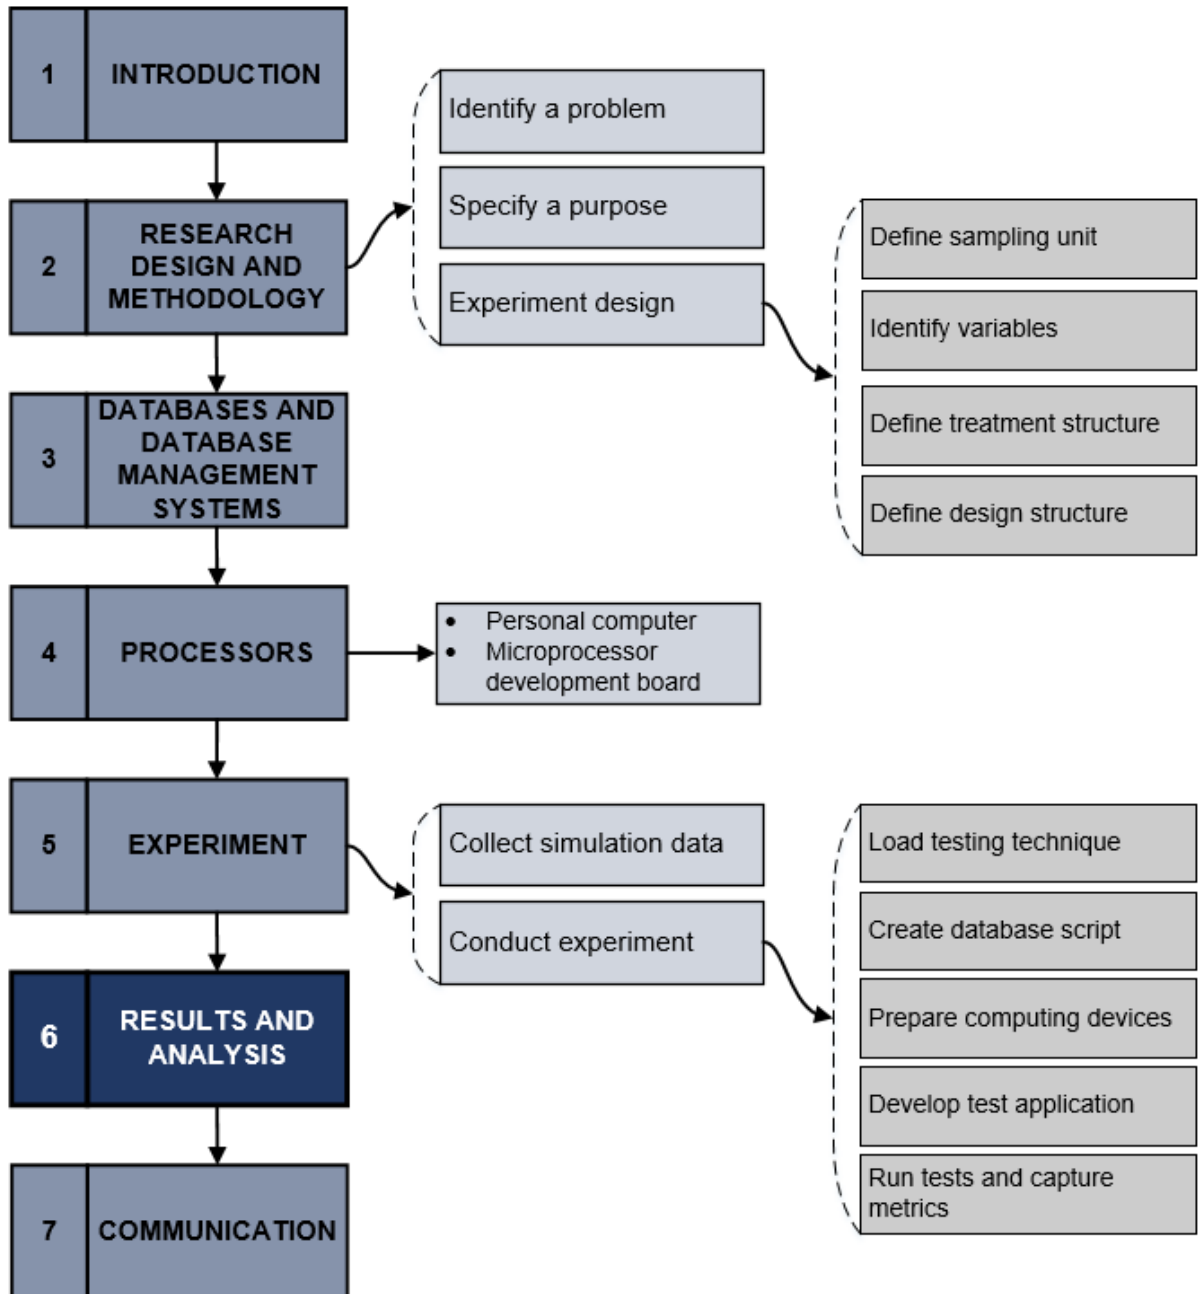 1
INTRODUCTION
2
RESEARCH
DESIGN AND
METHODOLOGY
Identify a problem
Specify a purpose
Experiment design
Define sampling unit
Identify variables
Define treatment structure
Define design structure
3
DATABASES AND
DATABASE
MANAGEMENT
SYSTEMS
4
PROCESSORS
• Personal computer
• Microprocessor
development board
5
EXPERIMENT
Collect simulation data
Conduct experiment
Load testing technique
Create database script
Prepare computing devices
Develop test application
Run tests and capture
metrics
6
RESULTS AND
ANALYSIS
7
COMMUNICATION